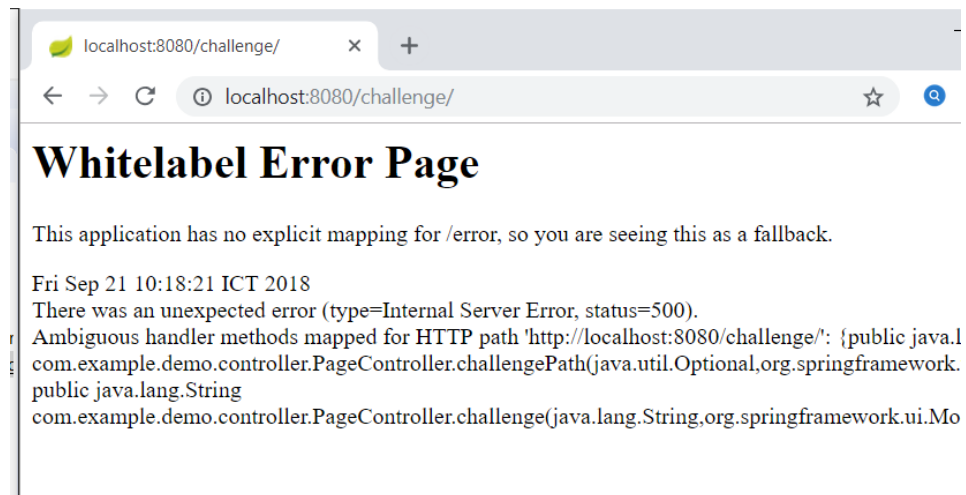 localhost:8080/challenge/
localhost:8080/challenge/
Whitelabel Error Page
This application has no explicit mapping for /error, so you are seeing this as a fallback.
Fri Sep 21 10:18:21 ICT 2018
There was an unexpected error (type=Internal Server Error, status=500).
Ambiguous handler methods mapped for HTTP path 'http://localhost:8080/challenge/': {public java.l
com.example.demo.controller.PageController.challengePath(java.util.Optional,org.springframework.
public java.lang.String
com.example.demo.controller.PageController.challenge(java.lang.String,org.springframework.ui.Mo